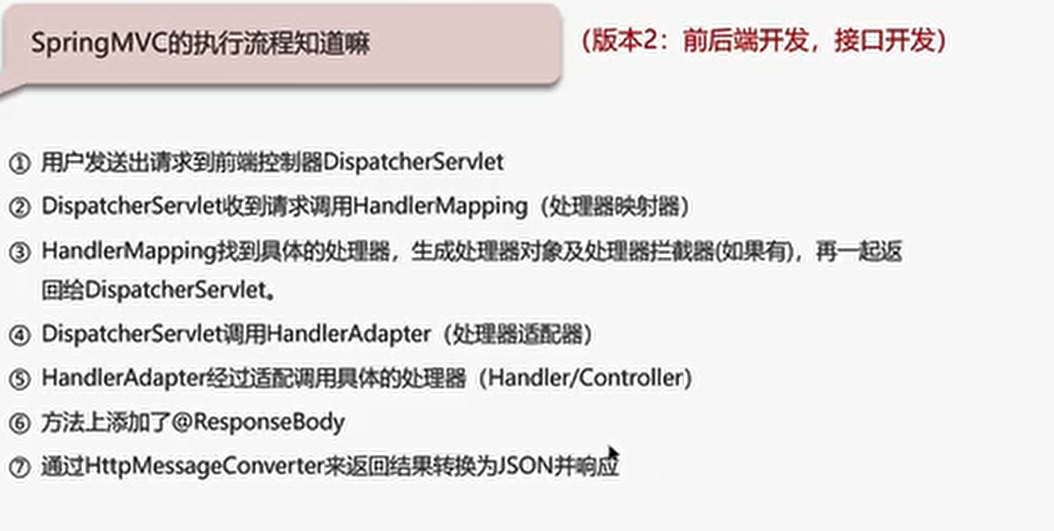 SpringMVC的执行流程知道嘛
(版本2：前后端开发，接口开发)
① 用户发送出请求到前端控制器DispatcherServlet
② DispatcherServlet收到请求调用HandlerMapping（处理器映射器）
③ HandlerMapping找到具体的处理器，生成处理器对象及处理器拦截器(如果有)，再一起返
回给DispatcherServlet。
④ DispatcherServlet调用HandlerAdapter（处理器适配器）
⑤ HandlerAdapter经过适配调用具体的处理器（Handler/Controller）
⑥ 方法上添加了@ResponseBody
⑦ 通过HttpMessageConverter来返回结果转换为JSON并响应